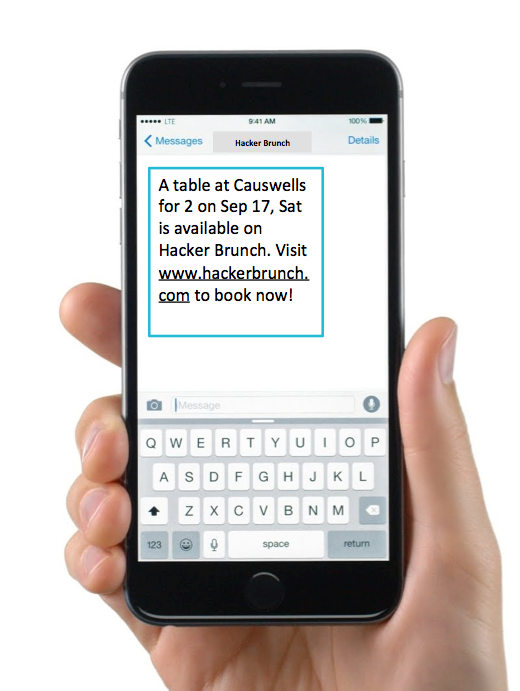 LTE 9:41 AM 100%
Messages Hacker Brunch Details
A table at Causwells
for 2 on Sep 17, Sat
is available on
Hacker Brunch. Visit
www.hackerbrunch.
com to book now!
Message
Q W E R T Y U I O P
A S D F G H J K L
Z X C V B N M
123 space return